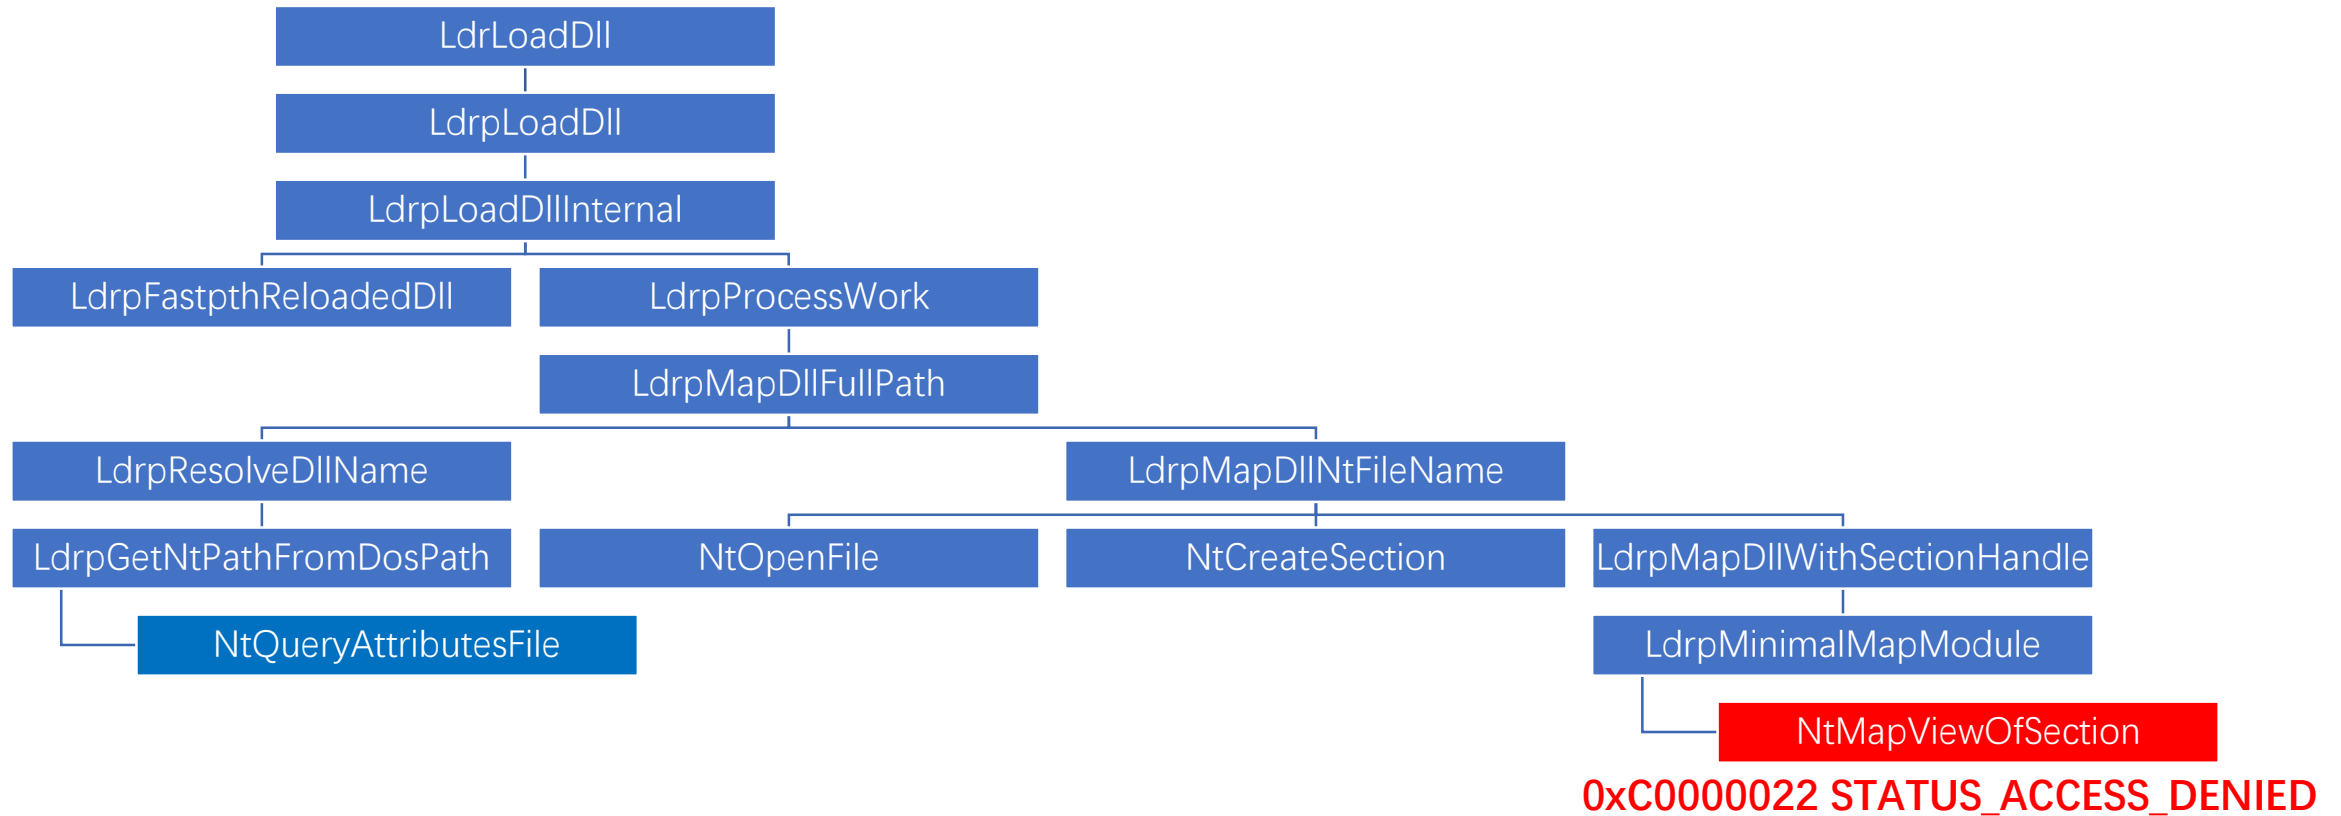 LdrLoadDll
LdrpLoadDll
LdrpLoadDllInternal
LdrpFastpthReloadedDll
LdrpProcessWork
LdrpMapDllFullPath
LdrpResolveDllName
LdrpMapDllNtFileName
LdrpGetNtPathFromDosPath
NtOpenFile
NtCreateSection
LdrpMapDllWithSectionHandle
NtQueryAttributesFile
LdrpMinimalMapModule
NtMapViewOfSection
0xC0000022 STATUS_ACCESS_DENIED